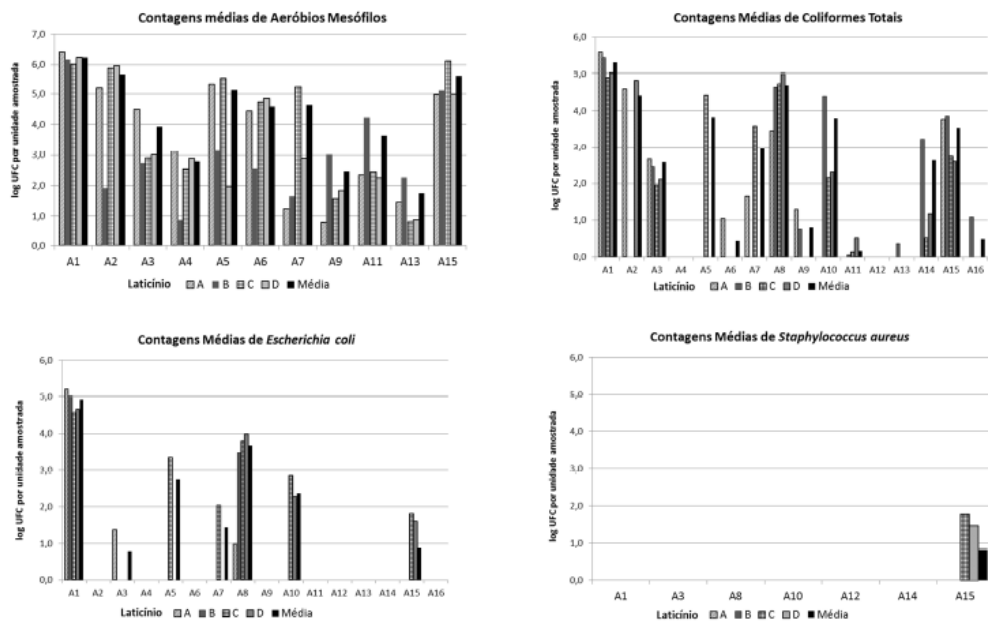 Contagens médias de Aeróbios Mesófilos
log UFC por unidade amostrada
7,0
6,0
5,0
4,0
3,0
2,0
1,0
0,0
A1 A2 A3 A4 A5 A6 A7 A9 A11 A13 A15
Laticínio A B C D Média
Contagens Médias de Coliformes Totais
log UFC por unidade amostrada
6,0
5,0
4,0
3,0
2,0
1,0
0,0
A1 A2 A3 A4 A5 A6 A7 A8 A9 A10 A11 A12 A13 A14 A15 A16
Laticínio A B C D Média
Contagens Médias de Escherichia coli
log UFC por unidade amostrada
6,0
5,0
4,0
3,0
2,0
1,0
0,0
A1 A2 A3 A4 A5 A6 A7 A8 A9 A10 A11 A12 A13 A14 A15 A16
Laticínio A B C D Média
Contagens Médias de Staphylococcus aureus
log UFC por unidade amostrada
6,0
5,0
4,0
3,0
2,0
1,0
0,0
A1 A3 A8 A10 A12 A14 A15
Laticínio A B C D Média